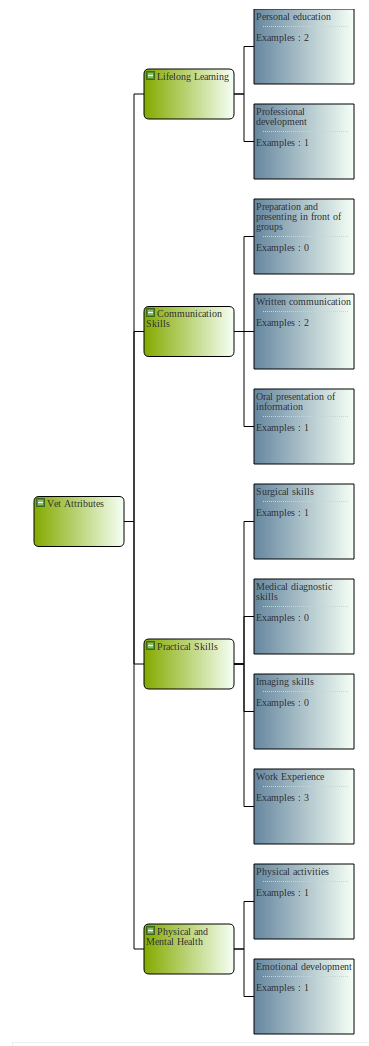 Personal education
Examples : 2
Lifelong Learning
Professional
development
Examples : 1
Preparation and
presenting in front of
groups
Examples : 0
Communication
Skills
Written communication
Examples : 2
Oral presentation of
information
Examples : 1
Vet Attributes
Surgical skills
Examples : 1
Medical diagnostic
skills
Examples : 0
Practical Skills
Imaging skills
Examples : 0
Work Experience
Examples : 3
Physical activities
Examples : 1
Physical and
Mental Health
Emotional development
Examples : 1